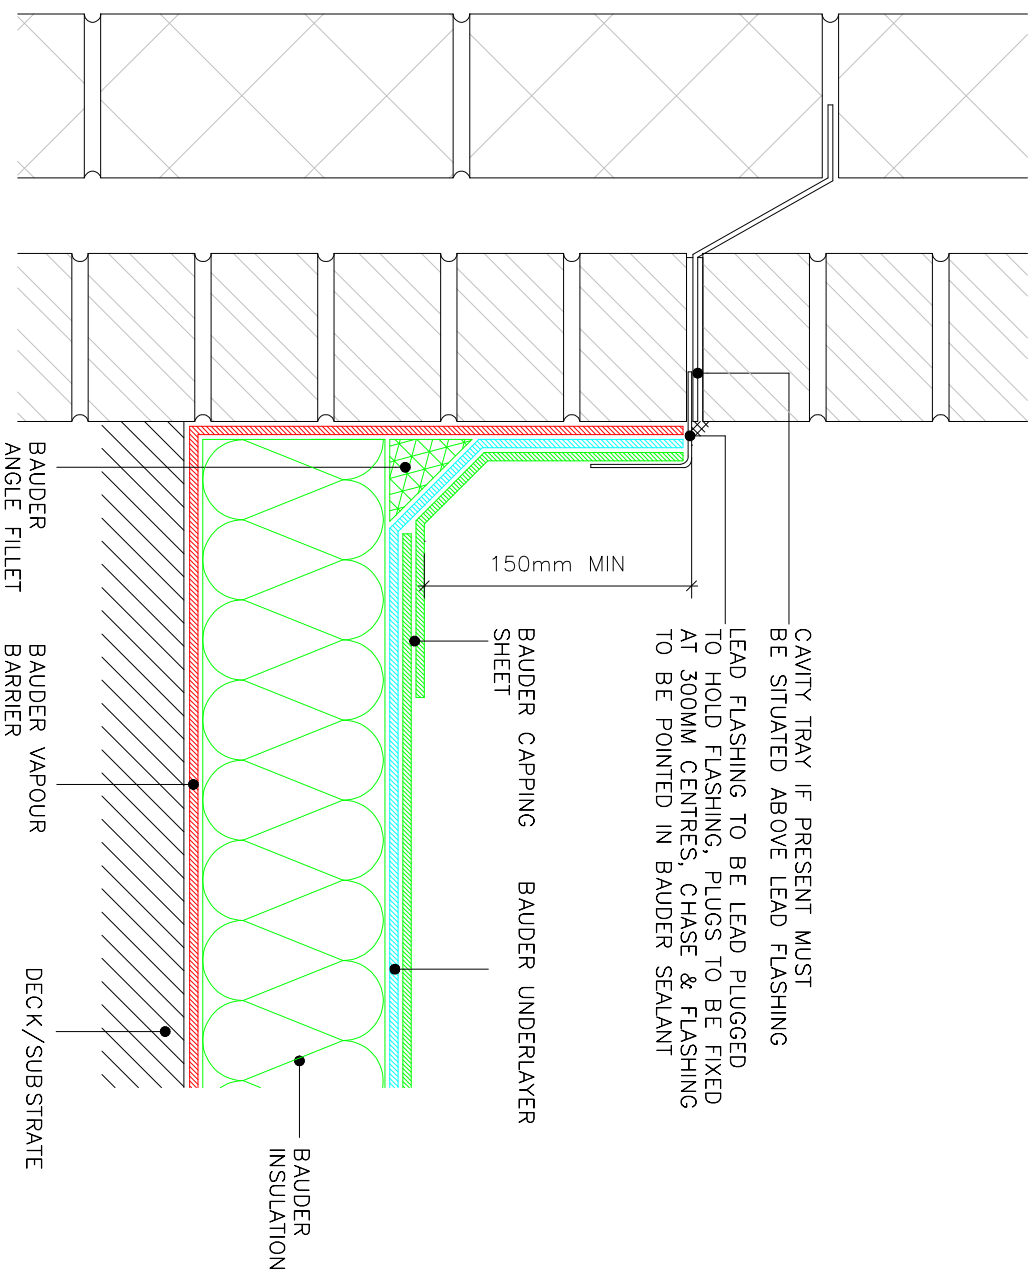 CAVITY TRAY IF PRESENT MUST
BE SITUATED ABOVE LEAD FLASHING
LEAD FLASHING TO BE LEAD PLUGGED
TO HOLD FLASHING, PLUGS TO BE FIXED
AT 300MM CENTRES, CHASE & FLASHING
TO BE POINTED IN BAUDER SEALANT
150mm MIN
BAUDER CAPPING
SHEET
BAUDER UNDERLAYER
BAUDER
INSULATION
BAUDER
ANGLE FILLET
BAUDER VAPOUR
BARRIER
DECK/SUBSTRATE